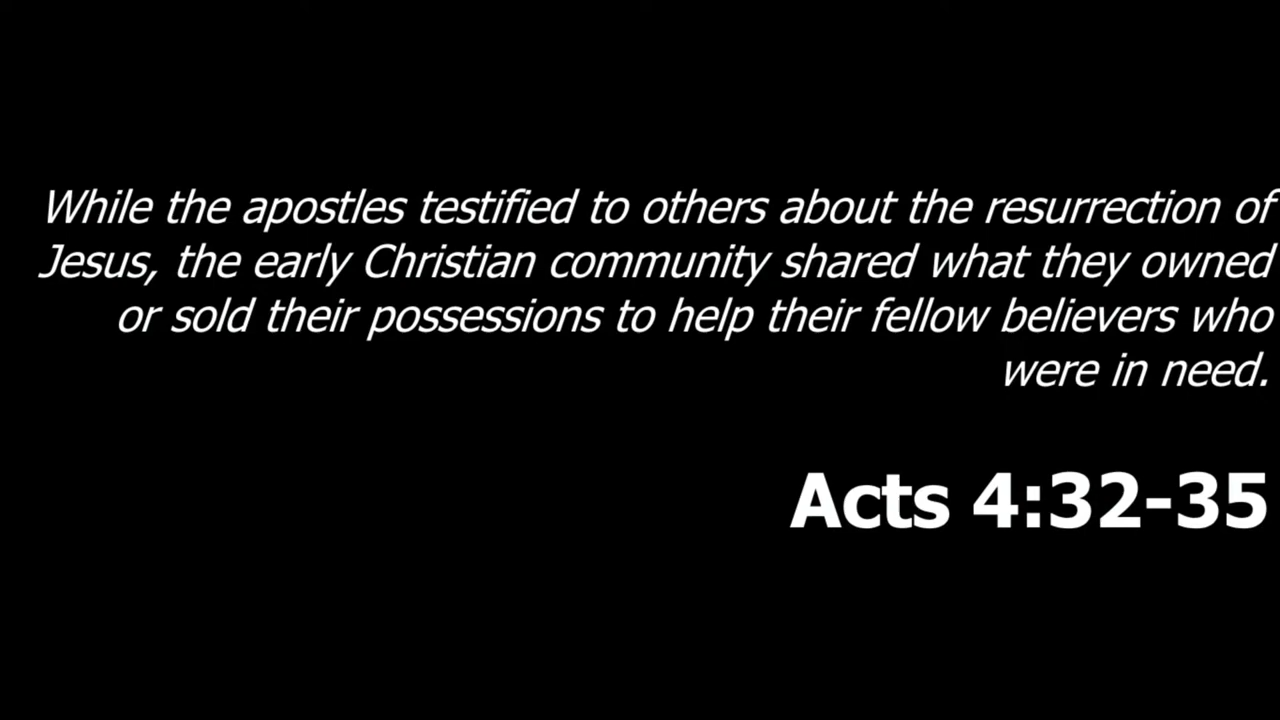 While the apostles testified to others about the resurrection of
Jesus, the early Christian community shared what they owned
or sold their possessions to help their fellow believers who
were in need.
Acts 4:32-35